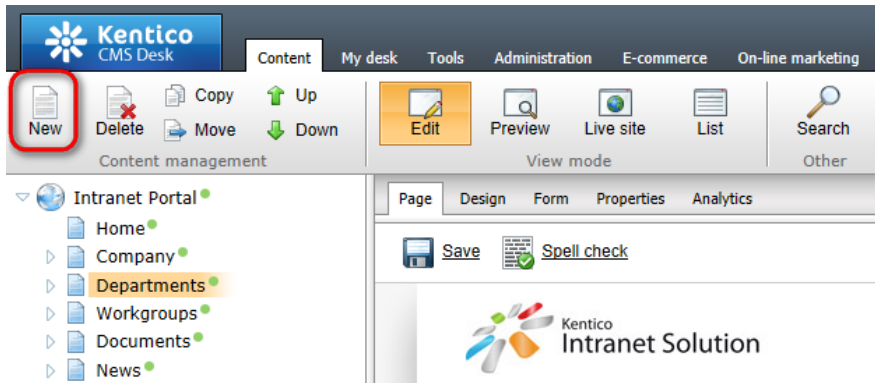 Kentico
CMS Desk
Content My desk Tools Administration E-commerce On-line marketing
New Delete Copy Move Up Down Edit Preview Live site List Search
Content management View mode Other
Intranet Portal
Home
Company
Departments
Workgroups
Documents
News
Page Design Form Properties Analytics
Save Spell check
Kentico
Intranet Solution